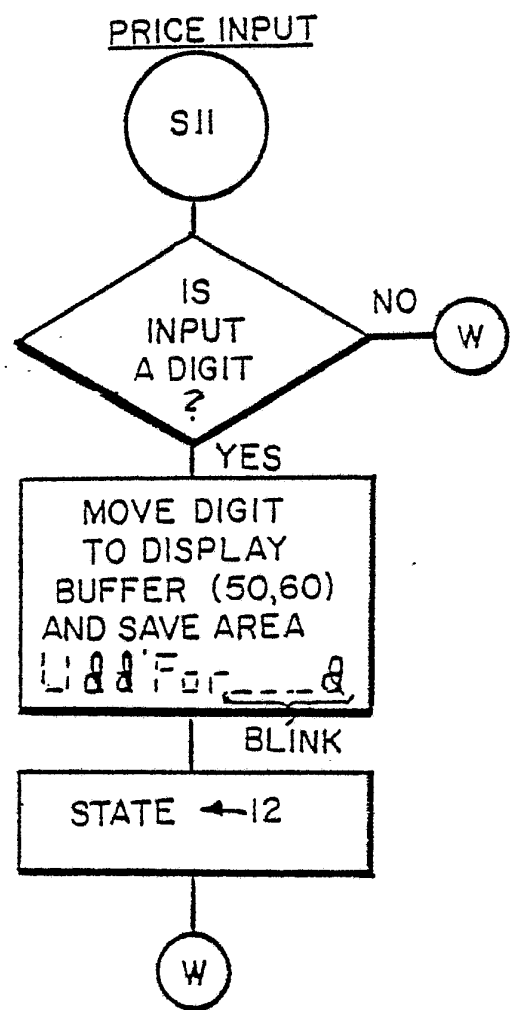 PRICE INPUT
S11
IS
INPUT
A DIGIT
?
NO
W
YES
MOVE DIGIT
TO DISPLAY
BUFFER (50,60)
AND SAVE AREA
For___
BLINK
STATE ←12
W